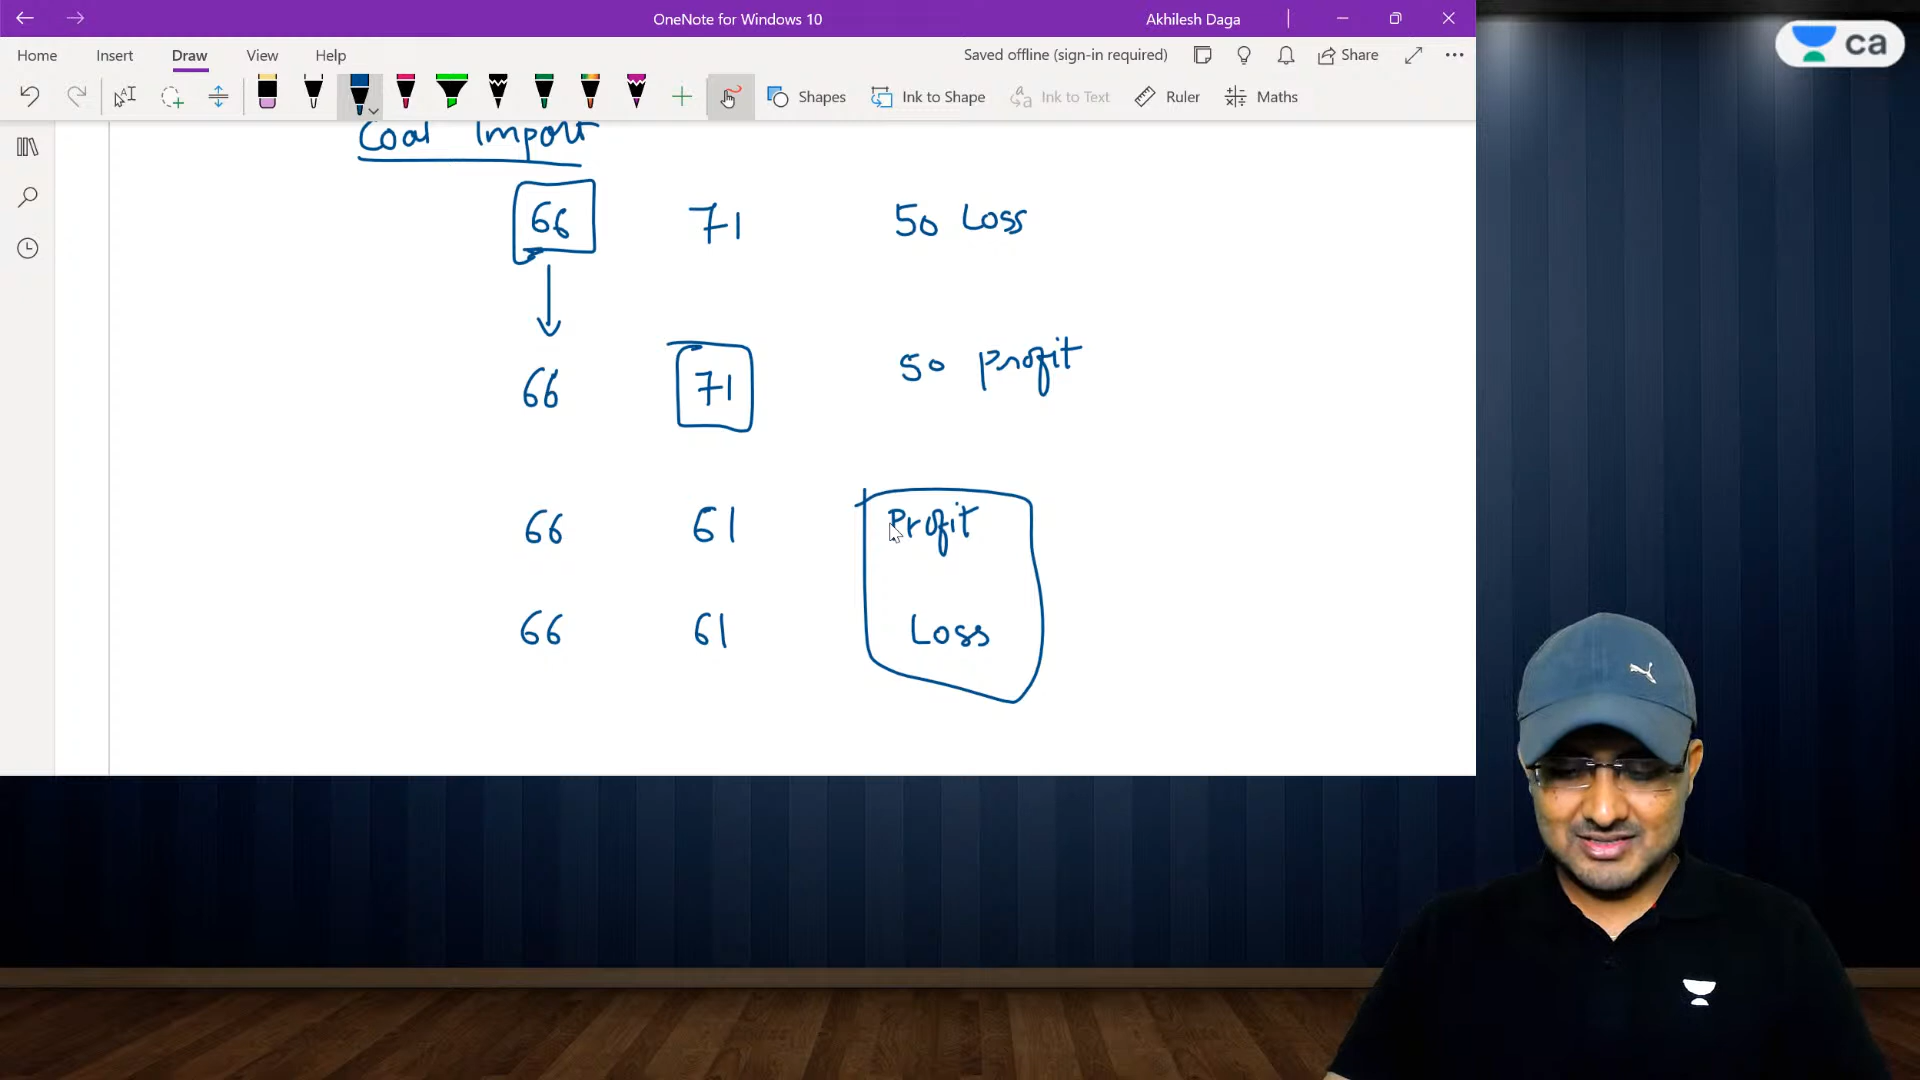 OneNote for Windows 10
Akhilesh Daga
ca
Home Insert Draw View Help
Saved offline (sign-in required)
Share
Shapes Ink to Shape Ink to Text Ruler Maths
Coal Import
66 71 50 Loss
66 71 50 Profit
66 61 Profit
66 61 Loss